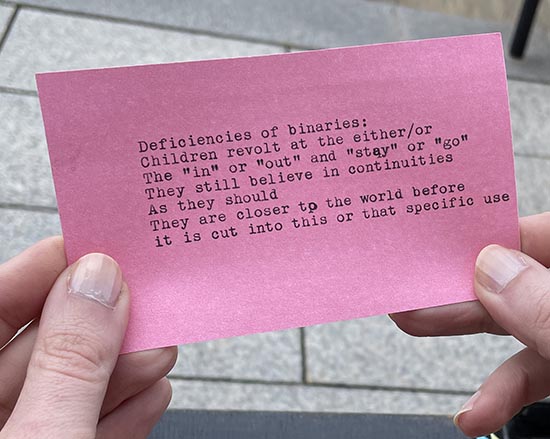 Deficiencies of binaries:
Children revolt at the either/or
The "in" or "out" and "stay" or "go"
They still believe in continuities
As they should
They are closer to the world before
it is cut into this or that specific use